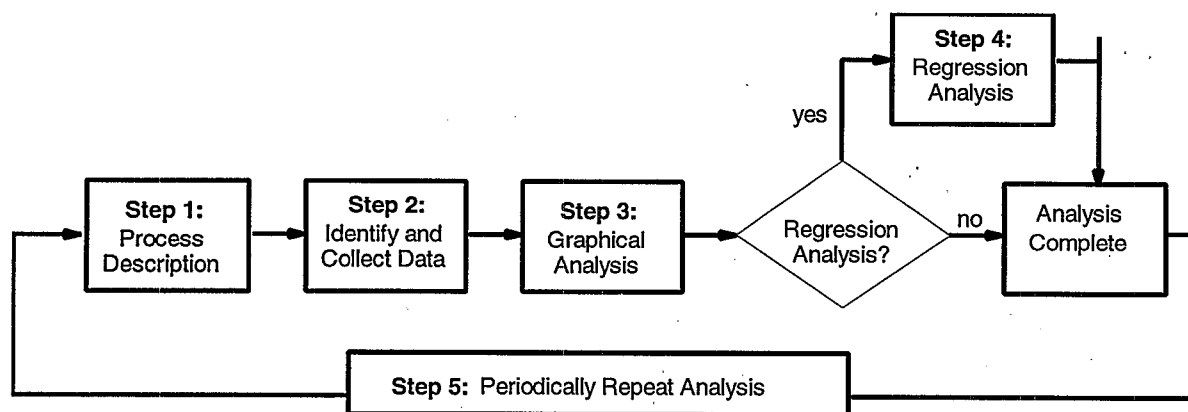 Step 1:
Process
Description
Step 2:
Identify and
Collect Data
Step 3:
Graphical
Analysis
Regression
Analysis?
yes
Step 4:
Regression
Analysis
no
Analysis
Complete
Step 5: Periodically Repeat Analysis